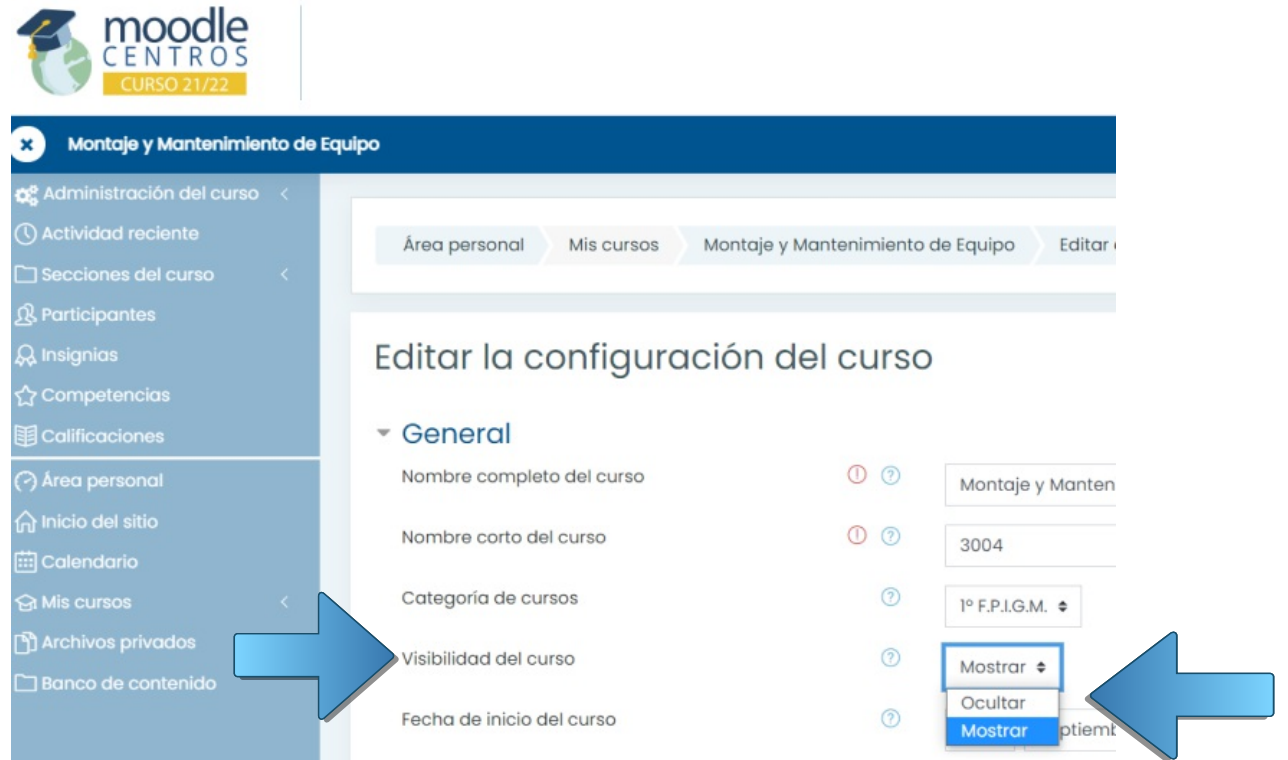 moodle
CENTROS
CURSO 21/22
Montaje y Mantenimiento de Equipo
Administración del curso
Actividad reciente
Secciones del curso
Participantes
Insignias
Competencias
Calificaciones
Área personal
Inicio del sitio
Calendario
Mis cursos
Archivos privados
Banco de contenido
Área personal Mis cursos Montaje y Mantenimiento de Equipo Editar
Editar la configuración del curso
General
Nombre completo del curso Montaje y Manten
Nombre corto del curso 3004
Categoría de cursos 1º F.P.I.G.M.
Visibilidad del curso Mostrar
Ocultar
Mostrar
Fecha de inicio del curso ptiemb